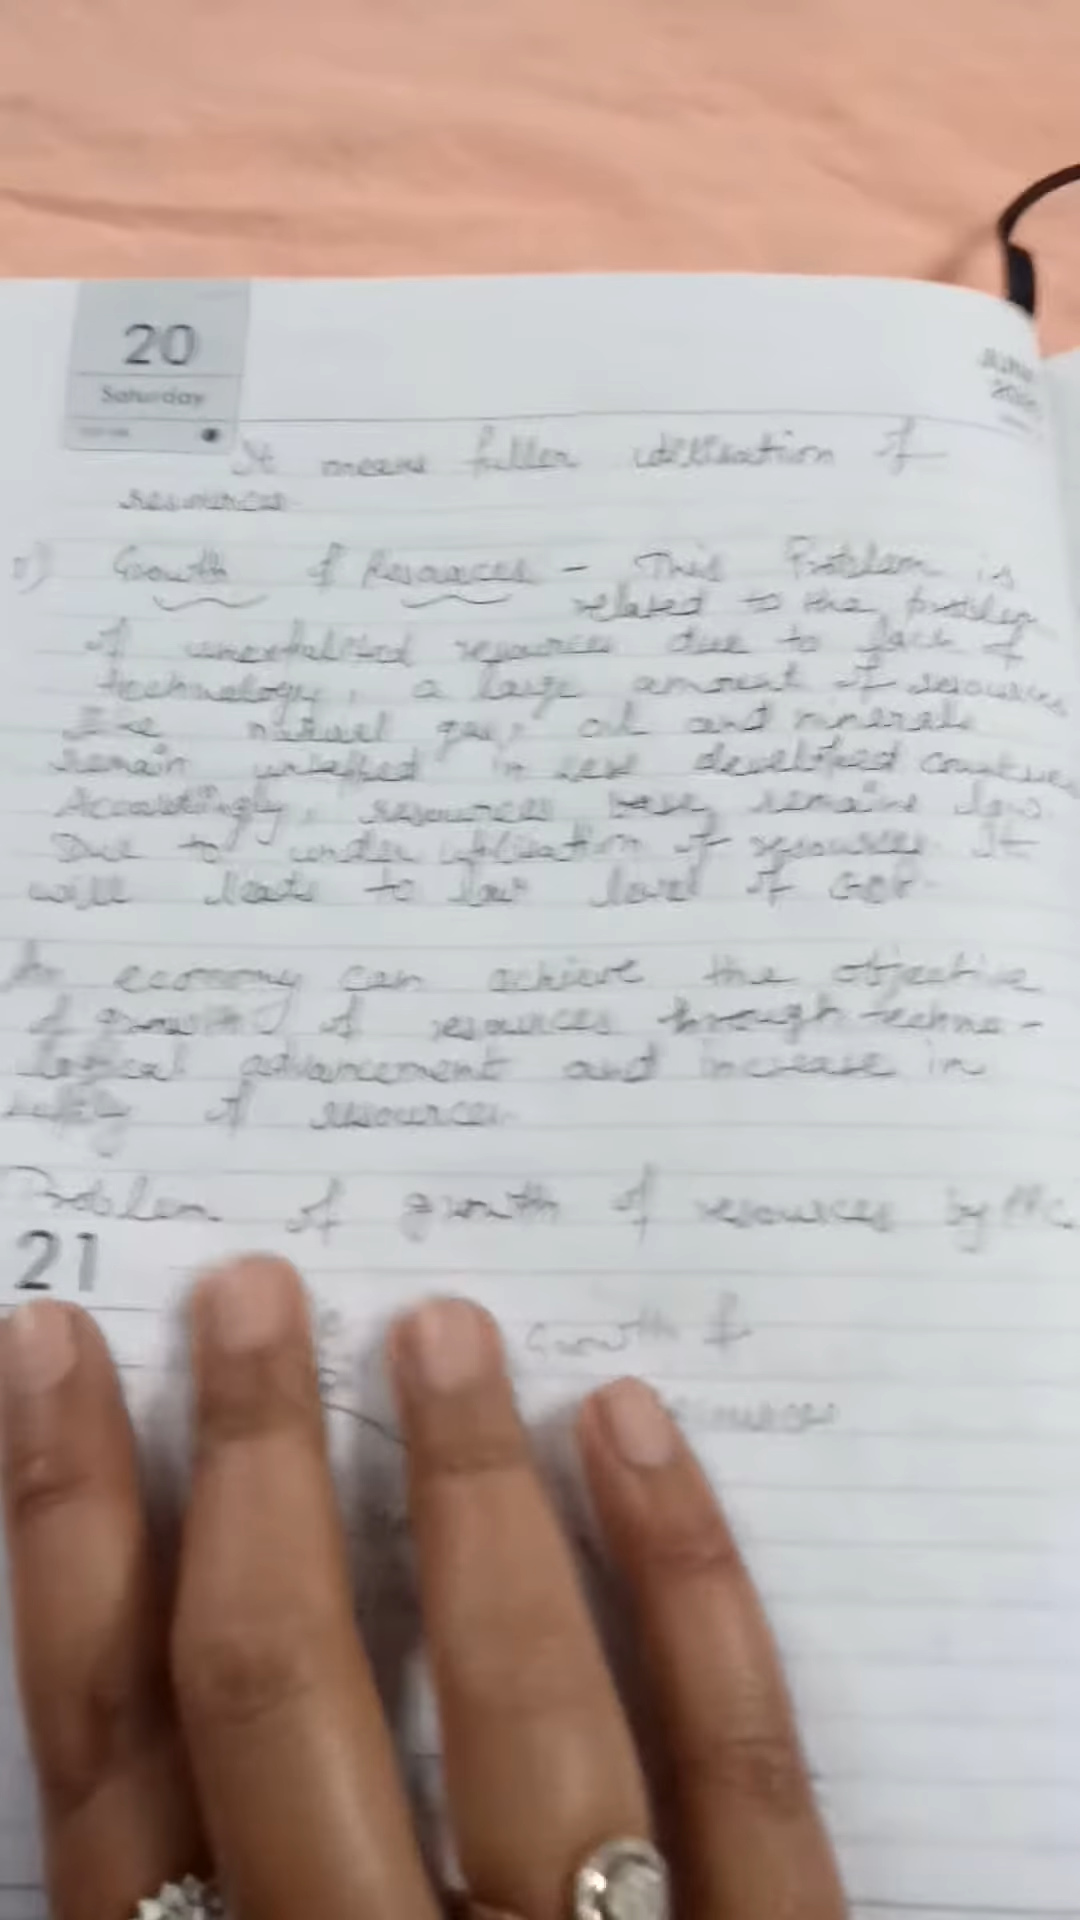 20
Saturday
It means fuller utilisation of
resources
Growth of Resources - This Problem is
related to the problem
of unexploited resources due to lack of
technology, a large amount of resources
like natural gas, oil and minerals
remain untapped in less developed countries
Accordingly, resources base remains low.
Due to under utilisation of resources. It
will leads to low level of GDP.
An economy can achieve the objective
of growth of resources through techno-
logical advancement and increase in
supply of resources.
Problem of growth of resources by PPC
21
Growth of